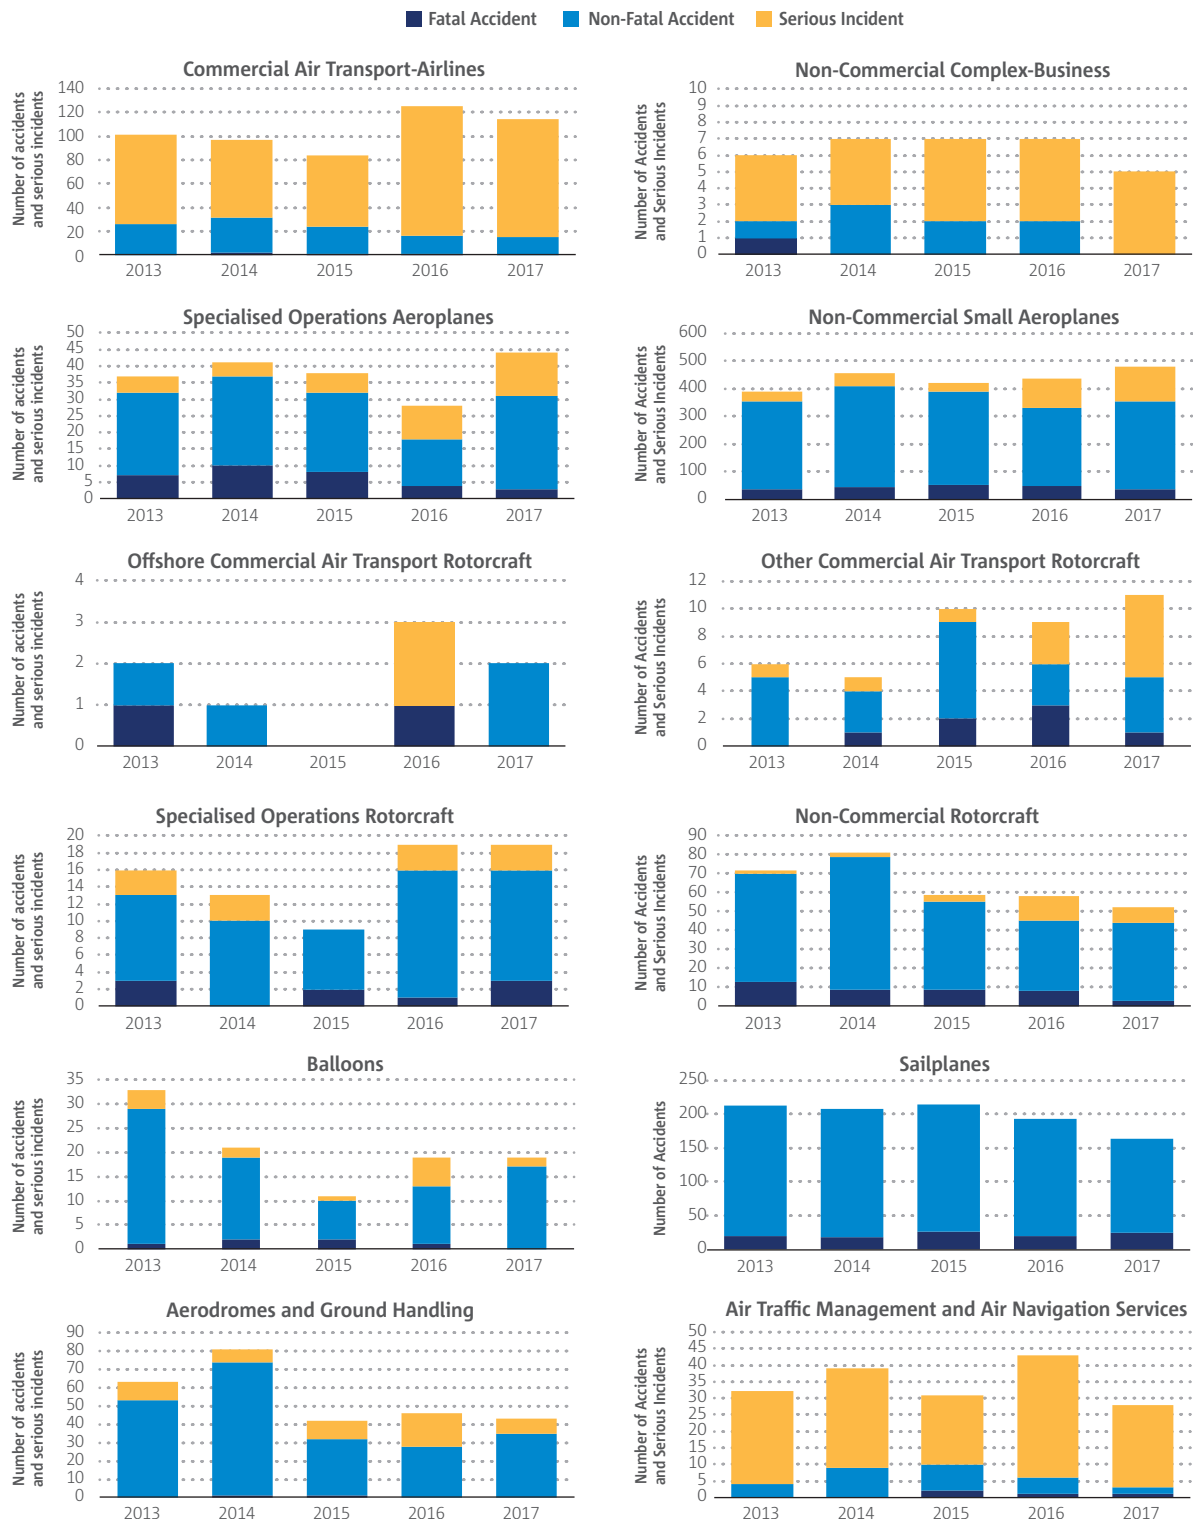 Fatal Accident Non-Fatal Accident Serious Incident
Commercial Air Transport-Airlines
Number of accidents
and serious incidents
140
120
100
80
60
40
20
0
2013 2014 2015 2016 2017
Non-Commercial Complex-Business
Number of Accidents
and Serious Incidents
10
9
8
7
6
5
4
3
2
1
0
2013 2014 2015 2016 2017
Specialised Operations Aeroplanes
Number of accidents
and serious incidents
50
45
40
35
30
25
20
15
10
5
0
2013 2014 2015 2016 2017
Non-Commercial Small Aeroplanes
Number of Accidents
and Serious Incidents
600
500
400
300
200
100
0
2013 2014 2015 2016 2017
Offshore Commercial Air Transport Rotorcraft
Number of accidents
and serious incidents
4
3
2
1
0
2013 2014 2015 2016 2017
Other Commercial Air Transport Rotorcraft
Number of Accidents
and Serious Incidents
12
10
8
6
4
2
0
2013 2014 2015 2016 2017
Specialised Operations Rotorcraft
Number of accidents
and serious incidents
20
18
16
14
12
10
8
6
4
2
0
2013 2014 2015 2016 2017
Non-Commercial Rotorcraft
Number of Accidents
and Serious Incidents
90
80
70
60
50
40
30
20
10
0
2013 2014 2015 2016 2017
Balloons
Number of accidents
and serious incidents
35
30
25
20
15
10
5
0
2013 2014 2015 2016 2017
Sailplanes
Number of Accidents
250
200
150
100
50
0
2013 2014 2015 2016 2017
Aerodromes and Ground Handling
Number of accidents
and serious incidents
90
80
70
60
50
40
30
20
10
0
2013 2014 2015 2016 2017
Air Traffic Management and Air Navigation Services
Number of Accidents
and Serious Incidents
50
45
40
35
30
25
20
15
10
5
0
2013 2014 2015 2016 2017